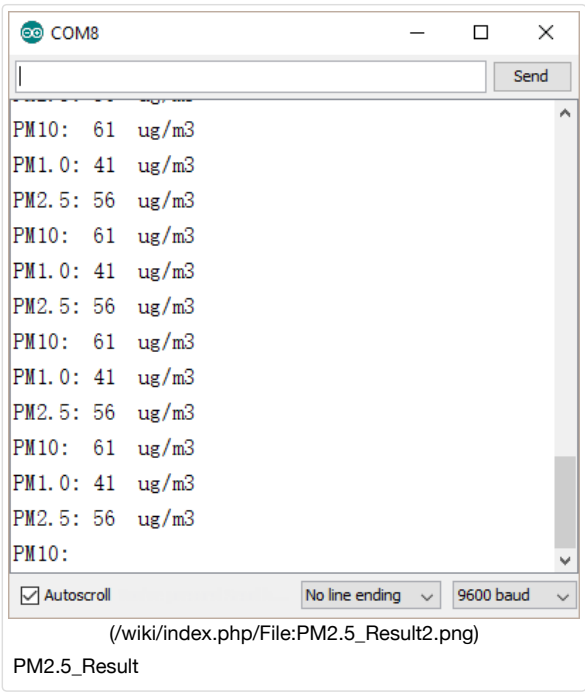 COM8
Send
PM10: 61 ug/m3
PM1.0: 41 ug/m3
PM2.5: 56 ug/m3
PM10: 61 ug/m3
PM1.0: 41 ug/m3
PM2.5: 56 ug/m3
PM10: 61 ug/m3
PM1.0: 41 ug/m3
PM2.5: 56 ug/m3
PM10: 61 ug/m3
PM1.0: 41 ug/m3
PM2.5: 56 ug/m3
PM10:
Autoscroll No line ending 9600 baud
(/wiki/index.php/File:PM2.5_Result2.png)
PM2.5_Result